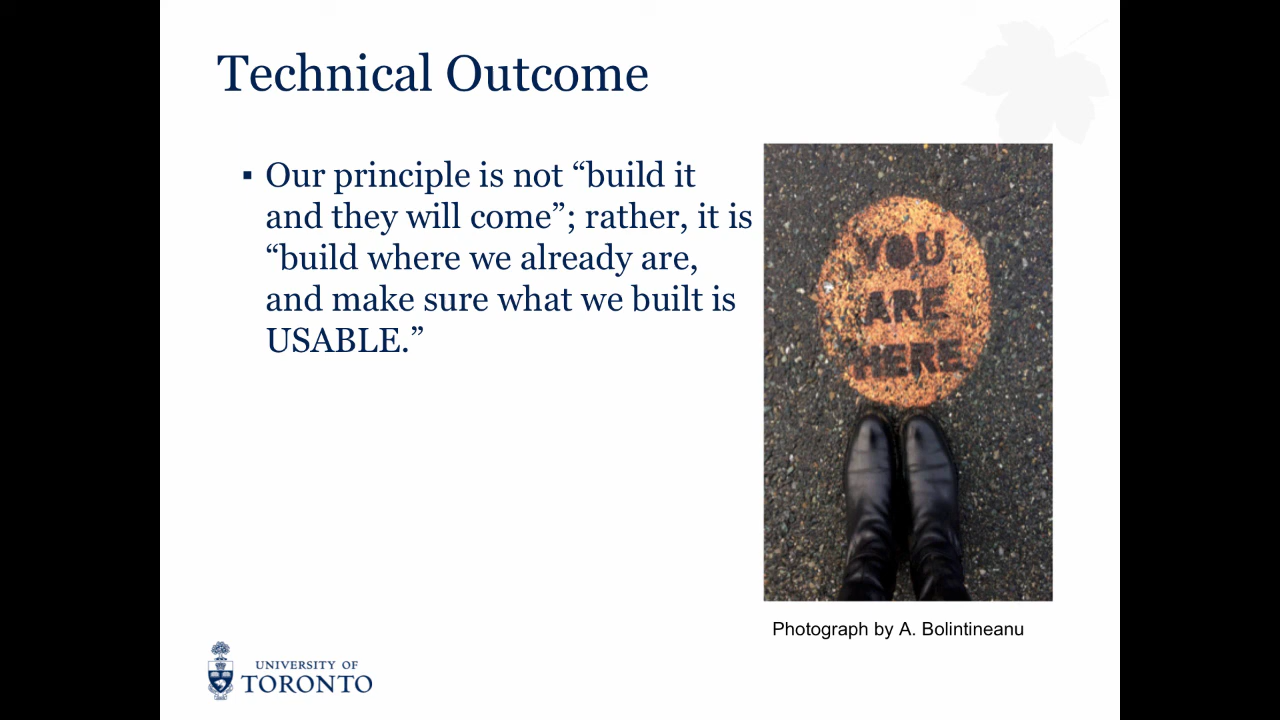 Technical Outcome
▪ Our principle is not “build it
and they will come”; rather, it is
“build where we already are,
and make sure what we built is
USABLE.”
YOU
ARE
HERE
Photograph by A. Bolintineanu
UNIVERSITY OF
TORONTO